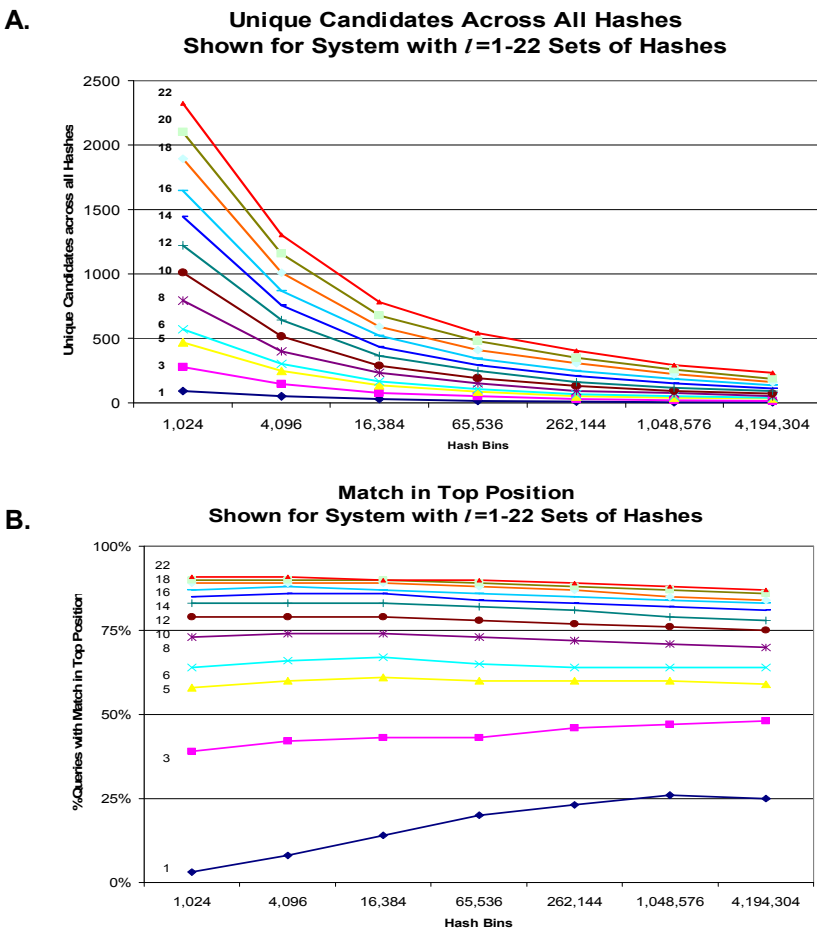 A.
Unique Candidates Across All Hashes
Shown for System with l=1-22 Sets of Hashes
Unique Candidates across all Hashes
2500
2000
1500
1000
500
0
22
20
18
16
14
12
10
8
6
5
3
1
1,024 4,096 16,384 65,536 262,144 1,048,576 4,194,304
Hash Bins
B.
Match in Top Position
Shown for System with l=1-22 Sets of Hashes
%Queries with Match in Top Position
100%
75%
50%
25%
0%
22
18
16
14
12
10
8
6
5
3
1
1,024 4,096 16,384 65,536 262,144 1,048,576 4,194,304
Hash Bins